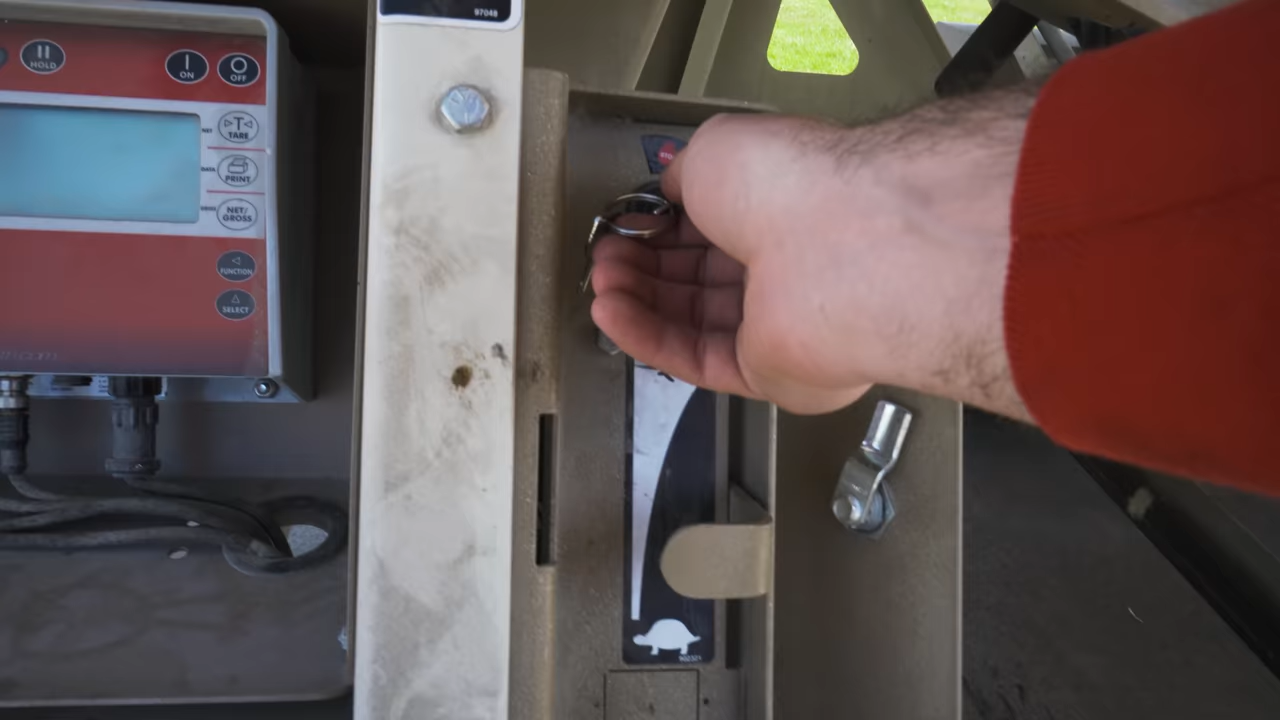 97048
HOLD
ON
OFF
TARE
PRINT
NET/
GROSS
FUNCTION
SELECT